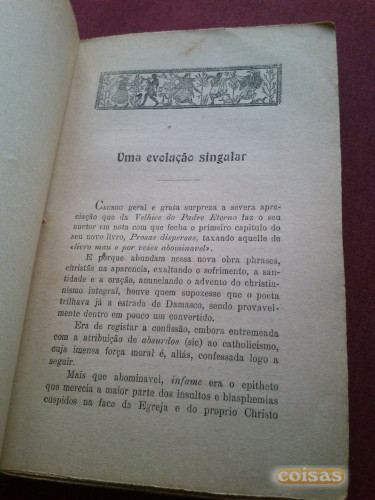 Uma evolução singular
CAUSOU geral e grata surpreza a severa apre-
ciação que da Velhice do Padre Eterno faz o seu
auctor em nota com que fecha o primeiro capitulo do
seu novo livro, Prosas dispersas, taxando aquelle de
«livro mau e por vezes abominavel».
E porque abundam nessa nova obra phrases,
christãs na apparencia, exaltando o sofrimento, a san-
tidade e a oração, anunciando o advento do christia-
nismo integral, houve quem supozesse que o poeta
trilhava já a estrada de Damasco, sendo provavel-
mente dentro em pouco um convertido.
Era de registar a confissão, embora entremeada
com a atribuição de absurdos (sic) ao catholicismo,
cuja imensa força moral é, aliás, confessada logo a
seguir.
Mais que abominavel, infame era o epitheto
que merecia a maior parte dos insultos e blasphemias
cuspidos na face da Egreja e do proprio Christo
coisas